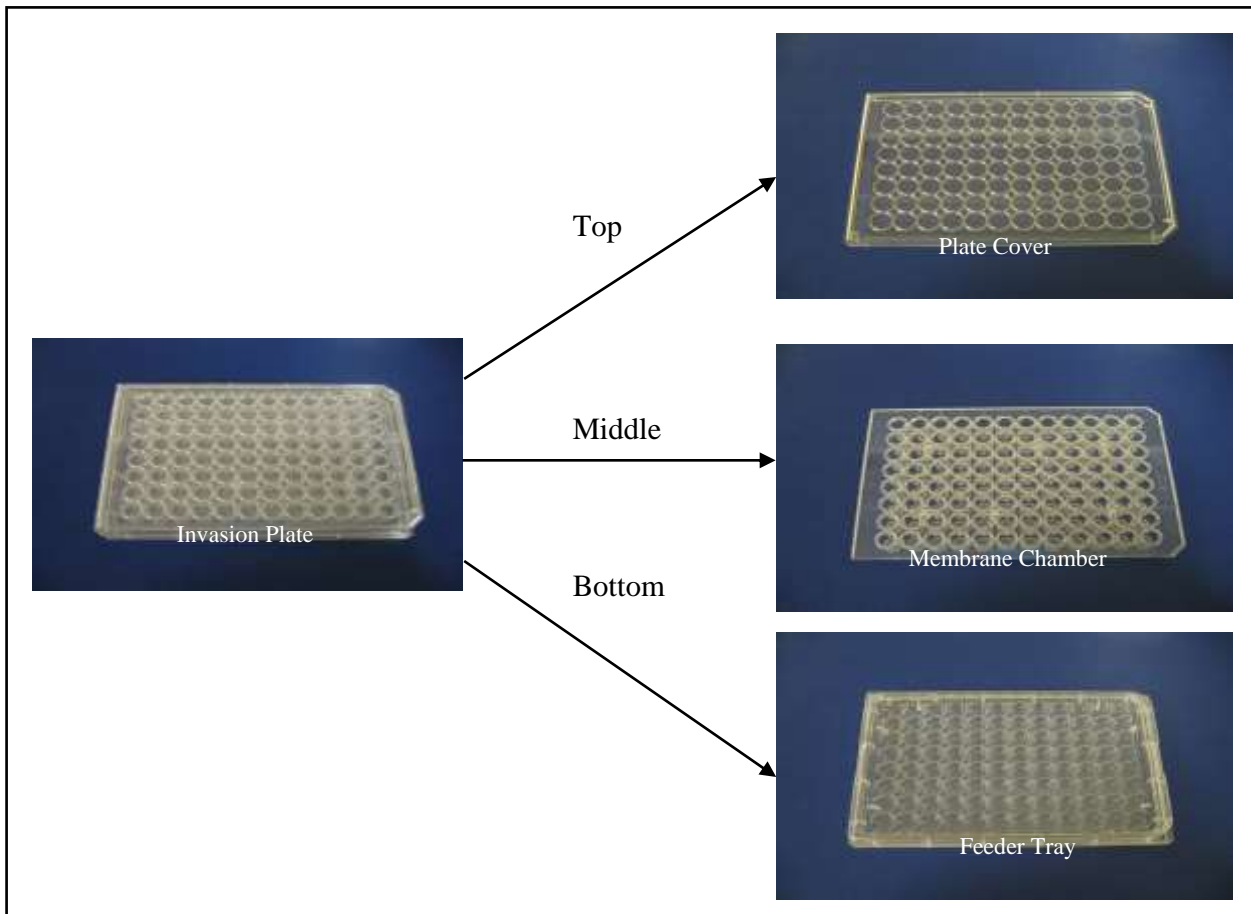 Top
Plate Cover
Invasion Plate
Middle
Membrane Chamber
Bottom
Feeder Tray